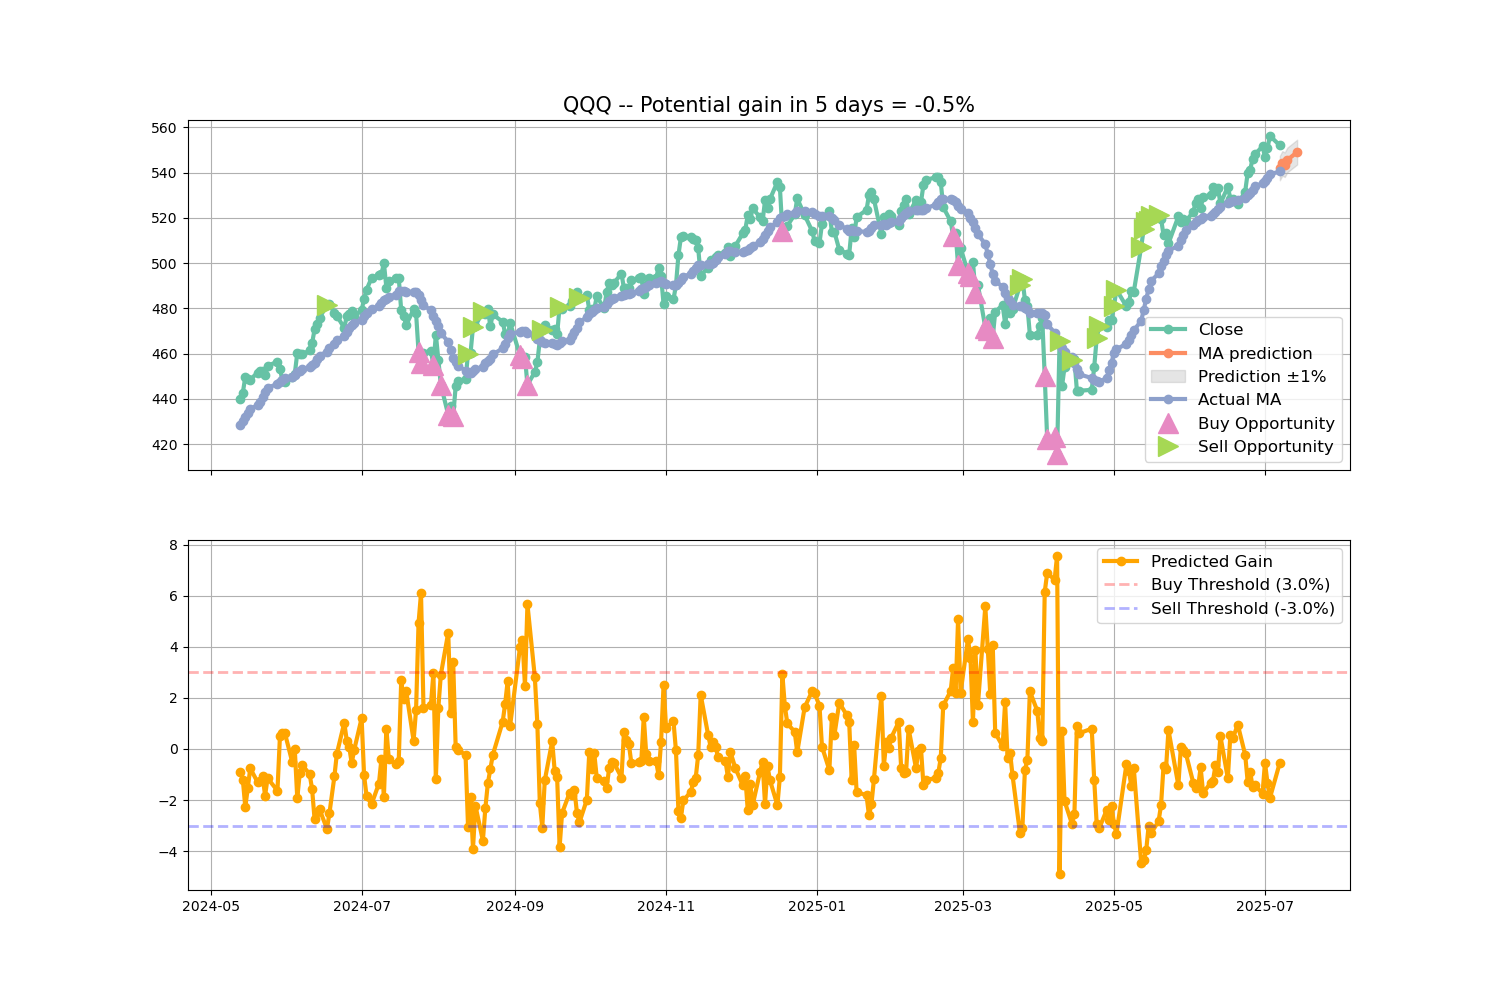 QQQ -- Potential gain in 5 days = -0.5%
560
540
520
500
480
460
440
420
Close
MA prediction
Prediction ±1%
Actual MA
Buy Opportunity
Sell Opportunity
8
6
4
2
0
−2
−4
Predicted Gain
Buy Threshold (3.0%)
Sell Threshold (-3.0%)
2024-05
2024-07
2024-09
2024-11
2025-01
2025-03
2025-05
2025-07